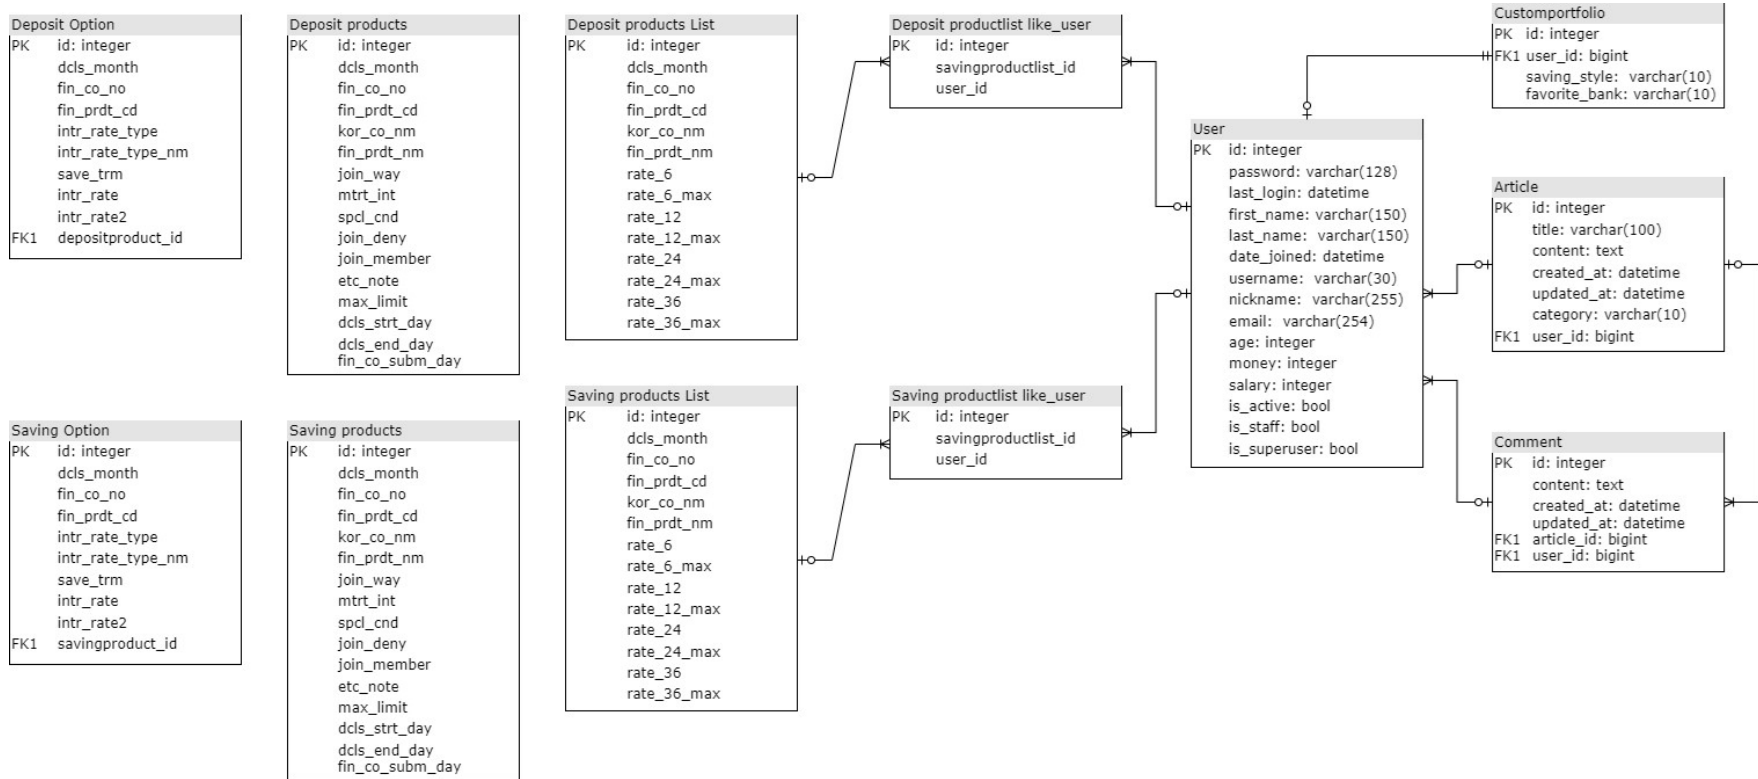 Deposit Option
PK id: integer
dcls_month
fin_co_no
fin_prdt_cd
intr_rate_type
intr_rate_type_nm
save_trm
intr_rate
intr_rate2
FK1 depositproduct_id
Deposit products
PK id: integer
dcls_month
fin_co_no
fin_prdt_cd
kor_co_nm
fin_prdt_nm
join_way
mtrt_int
spcl_cnd
join_deny
join_member
etc_note
max_limit
dcls_strt_day
dcls_end_day
fin_co_subm_day
Deposit products List
PK id: integer
dcls_month
fin_co_no
fin_prdt_cd
kor_co_nm
fin_prdt_nm
rate_6
rate_6_max
rate_12
rate_12_max
rate_24
rate_24_max
rate_36
rate_36_max
Deposit productlist like_user
PK id: integer
savingproductlist_id
user_id
Customportfolio
PK id: integer
FK1 user_id: bigint
saving_style: varchar(10)
favorite_bank: varchar(10)
User
PK id: integer
password: varchar(128)
last_login: datetime
first_name: varchar(150)
last_name: varchar(150)
date_joined: datetime
username: varchar(30)
nickname: varchar(255)
email: varchar(254)
age: integer
money: integer
salary: integer
is_active: bool
is_staff: bool
is_superuser: bool
Article
PK id: integer
title: varchar(100)
content: text
created_at: datetime
updated_at: datetime
category: varchar(10)
FK1 user_id: bigint
Saving Option
PK id: integer
dcls_month
fin_co_no
fin_prdt_cd
intr_rate_type
intr_rate_type_nm
save_trm
intr_rate
intr_rate2
FK1 savingproduct_id
Saving products
PK id: integer
dcls_month
fin_co_no
fin_prdt_cd
kor_co_nm
fin_prdt_nm
join_way
mtrt_int
spcl_cnd
join_deny
join_member
etc_note
max_limit
dcls_strt_day
dcls_end_day
fin_co_subm_day
Saving products List
PK id: integer
dcls_month
fin_co_no
fin_prdt_cd
kor_co_nm
fin_prdt_nm
rate_6
rate_6_max
rate_12
rate_12_max
rate_24
rate_24_max
rate_36
rate_36_max
Saving productlist like_user
PK id: integer
savingproductlist_id
user_id
Comment
PK id: integer
content: text
created_at: datetime
updated_at: datetime
FK1 article_id: bigint
FK1 user_id: bigint